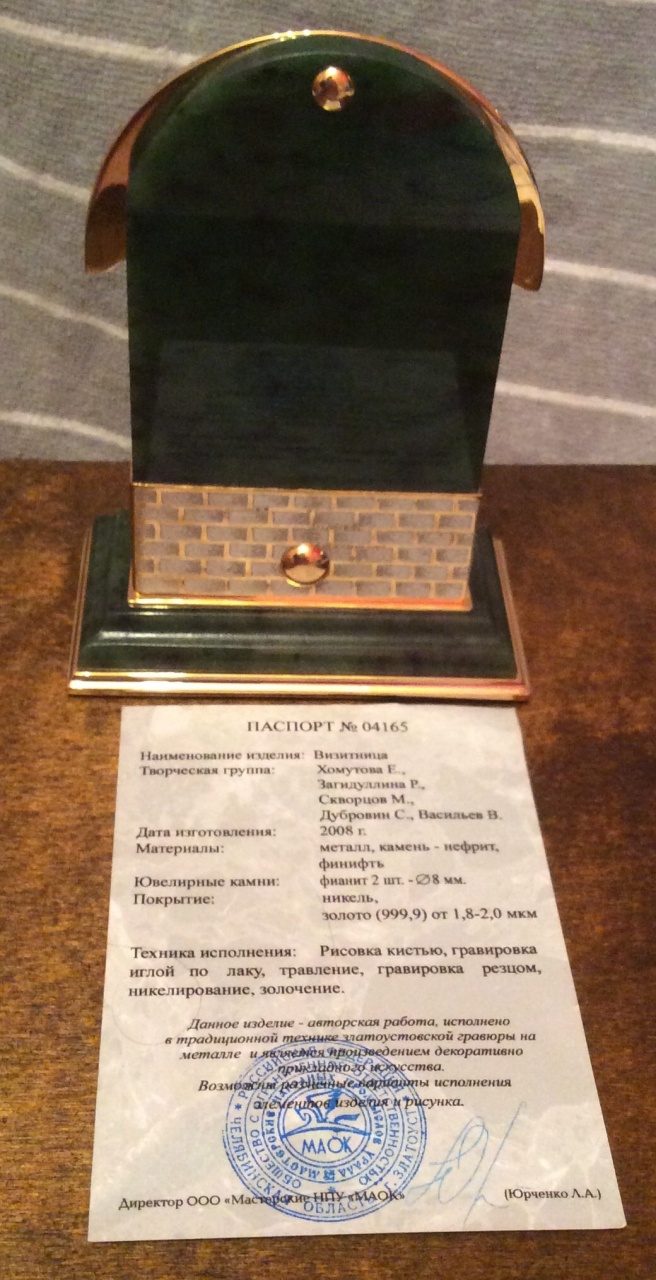 ПАСПОРТ № 04165
Наименование изделия: Визитница
Творческая группа: Хомутова Е.,
Загидуллина Р.,
Скворцов М.,
Дубровин С., Васильев В.
Дата изготовления: 2008 г.
Материалы: металл, камень - нефрит,
финифть
Ювелирные камни: фианит 2 шт. - ∅8 мм.
Покрытие: никель,
золото (999,9) от 1,8-2,0 мкм
Техника исполнения: Рисовка кистью, гравировка
иглой по лаку, травление, гравировка резцом,
никелирование, золочение.
Данное изделие - авторская работа, исполнено
в традиционной технике златоустовской гравюры на
металле и является произведением декоративно
прикладного искусства.
Возможны различные варианты исполнения
элементов изделия и рисунка.
МАОК
Директор ООО «Мастерские НПУ «МАОК» (Юрченко Л.А.)